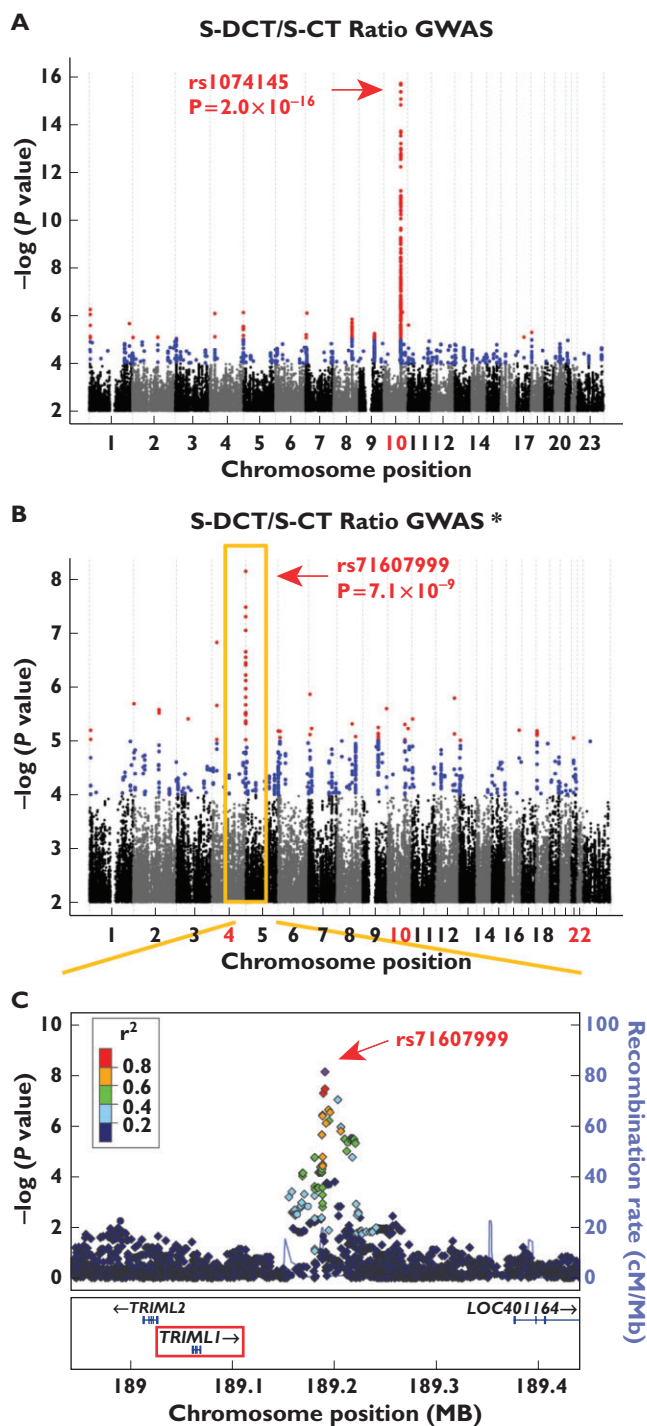 A
S-DCT/S-CT Ratio GWAS
rs1074145
P=2.0×10⁻¹⁶
16
14
12
10
8
6
4
2
–log (P value)
1 2 3 4 5 6 7 8 9 10 11 12 14 17 20 23
Chromosome position
B
S-DCT/S-CT Ratio GWAS *
rs71607999
P=7.1×10⁻⁹
8
7
6
5
4
3
2
–log (P value)
1 2 3 4 5 6 7 8 9 10 11 12 14 16 18 22
Chromosome position
C
r²
0.8
0.6
0.4
0.2
rs71607999
10
8
6
4
2
0
–log (P value)
100
80
60
40
20
0
Recombination rate (cM/Mb)
←TRIML2
LOC401164→
TRIML1→
189 189.1 189.2 189.3 189.4
Chromosome position (MB)